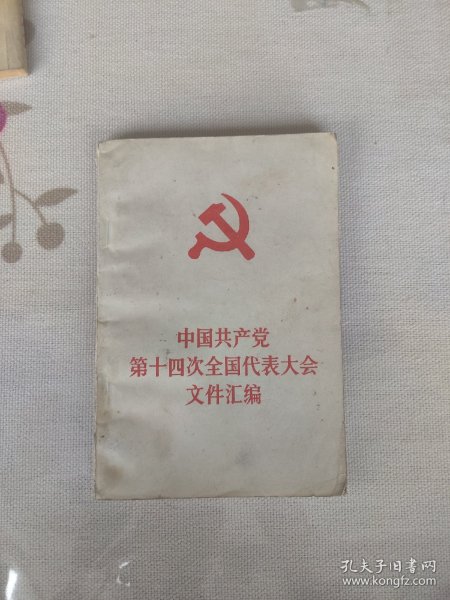 中国共产党
第十四次全国代表大会
文件汇编
孔夫子旧书网
www.kongfz.com